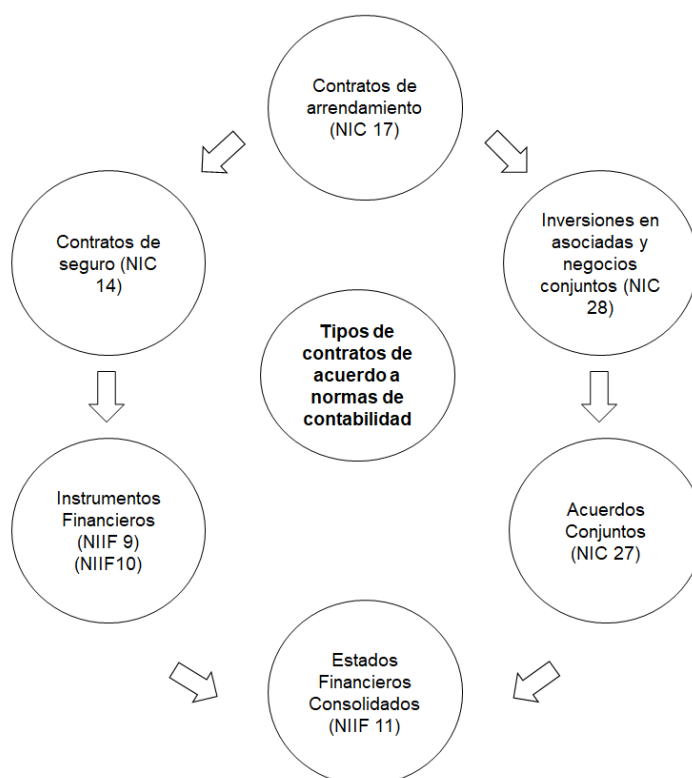 Contratos de
arrendamiento
(NIC 17)
Contratos de
seguro (NIC
14)
Inversiones en
asociadas y
negocios
conjuntos (NIC
28)
Tipos de
contratos de
acuerdo a
normas de
contabilidad
Instrumentos
Financieros
(NIIF 9)
(NIIF10)
Acuerdos
Conjuntos
(NIC 27)
Estados
Financieros
Consolidados
(NIIF 11)